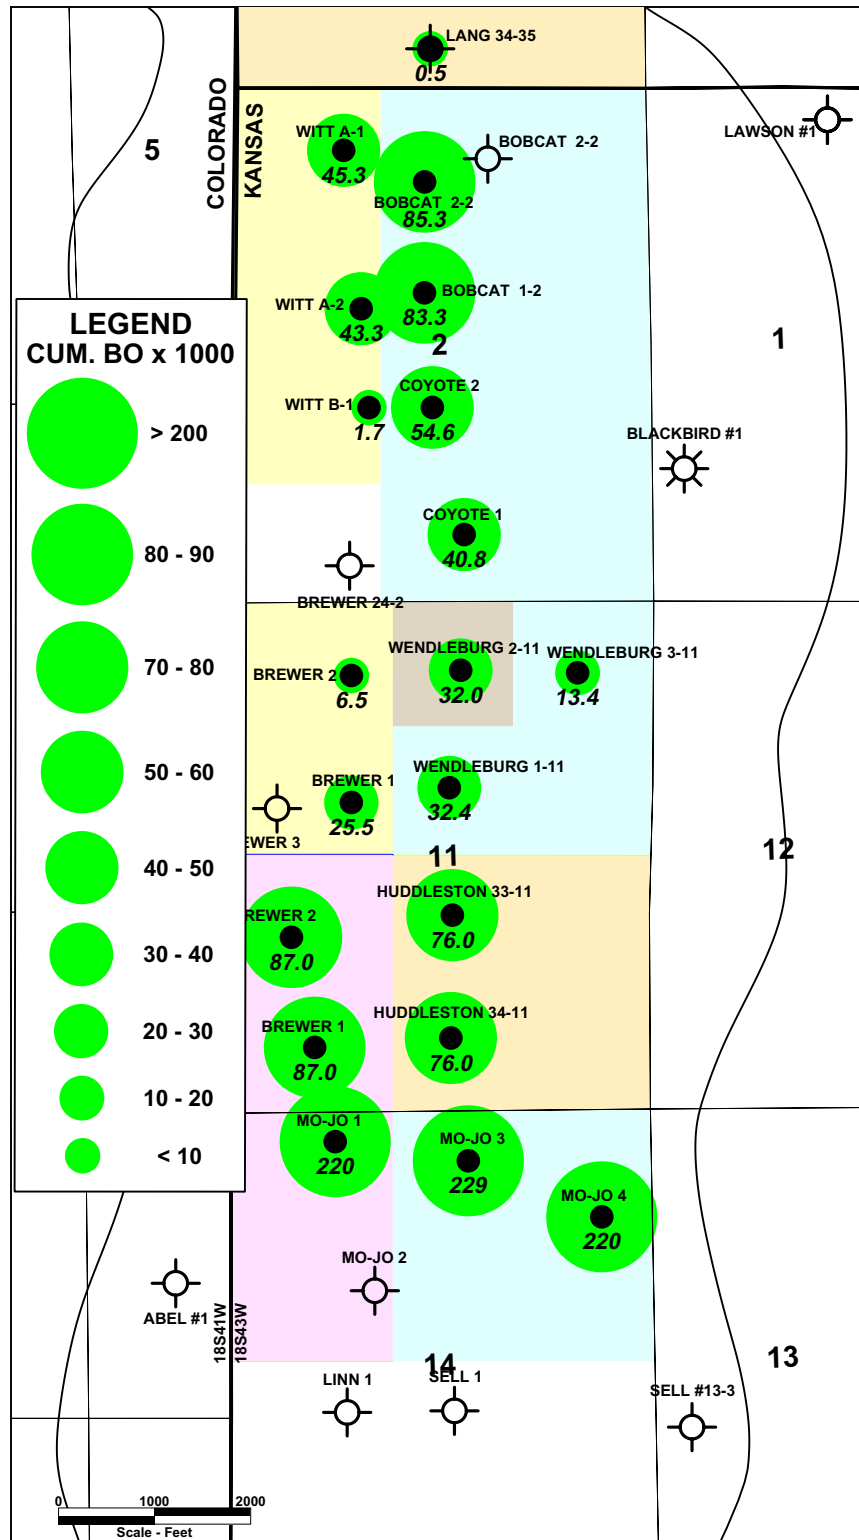 LANG 34-35
0.5
COLORADO
KANSAS
5
WITT A-1
45.3
BOBCAT 2-2
LAWSON #1
BOBCAT 2-2
85.3
WITT A-2
43.3
BOBCAT 1-2
83.3
2
1
LEGEND
CUM. BO x 1000
> 200
80 - 90
70 - 80
50 - 60
40 - 50
30 - 40
20 - 30
10 - 20
< 10
WITT B-1
1.7
COYOTE 2
54.6
BLACKBIRD #1
COYOTE 1
40.8
BREWER 24-2
BREWER 2
6.5
WENDLEBURG 2-11
32.0
WENDLEBURG 3-11
13.4
BREWER 1
25.5
WENDLEBURG 1-11
32.4
EWER 3
11
12
REWER 2
87.0
HUDDLESTON 33-11
76.0
BREWER 1
87.0
HUDDLESTON 34-11
76.0
MO-JO 1
220
MO-JO 3
229
MO-JO 4
220
MO-JO 2
ABEL #1
18S41W
18S43W
14
13
LINN 1
SELL 1
SELL #13-3
0 1000 2000
Scale - Feet